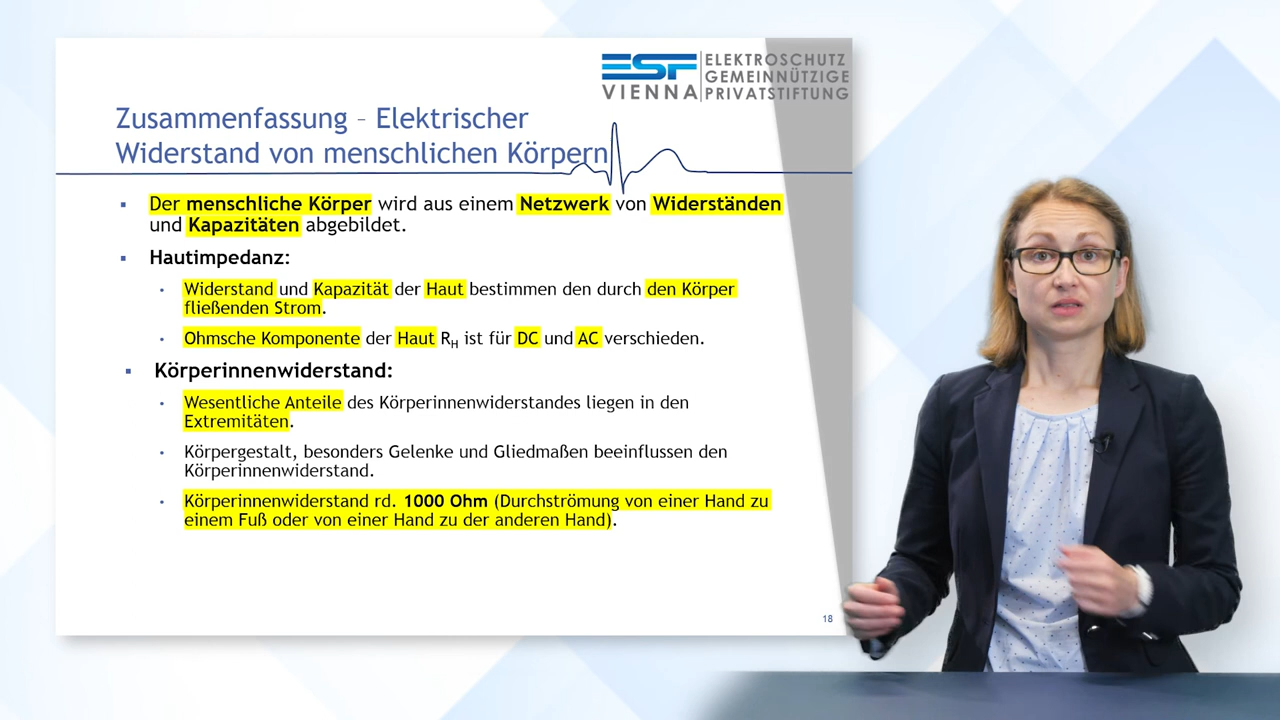 ESF
VIENNA
ELEKTROSCHUTZ
GEMEINNÜTZIGE
PRIVATSTIFTUNG
Zusammenfassung – Elektrischer
Widerstand von menschlichen Körpern
Der menschliche Körper wird aus einem Netzwerk von Widerständen
und Kapazitäten abgebildet.
Hautimpedanz:
Widerstand und Kapazität der Haut bestimmen den durch den Körper
fließenden Strom.
Ohmsche Komponente der Haut RH ist für DC und AC verschieden.
Körperinnenwiderstand:
Wesentliche Anteile des Körperinnenwiderstandes liegen in den
Extremitäten.
Körpergestalt, besonders Gelenke und Gliedmaßen beeinflussen den
Körperinnenwiderstand.
Körperinnenwiderstand rd. 1000 Ohm (Durchströmung von einer Hand zu
einem Fuß oder von einer Hand zu der anderen Hand).
18